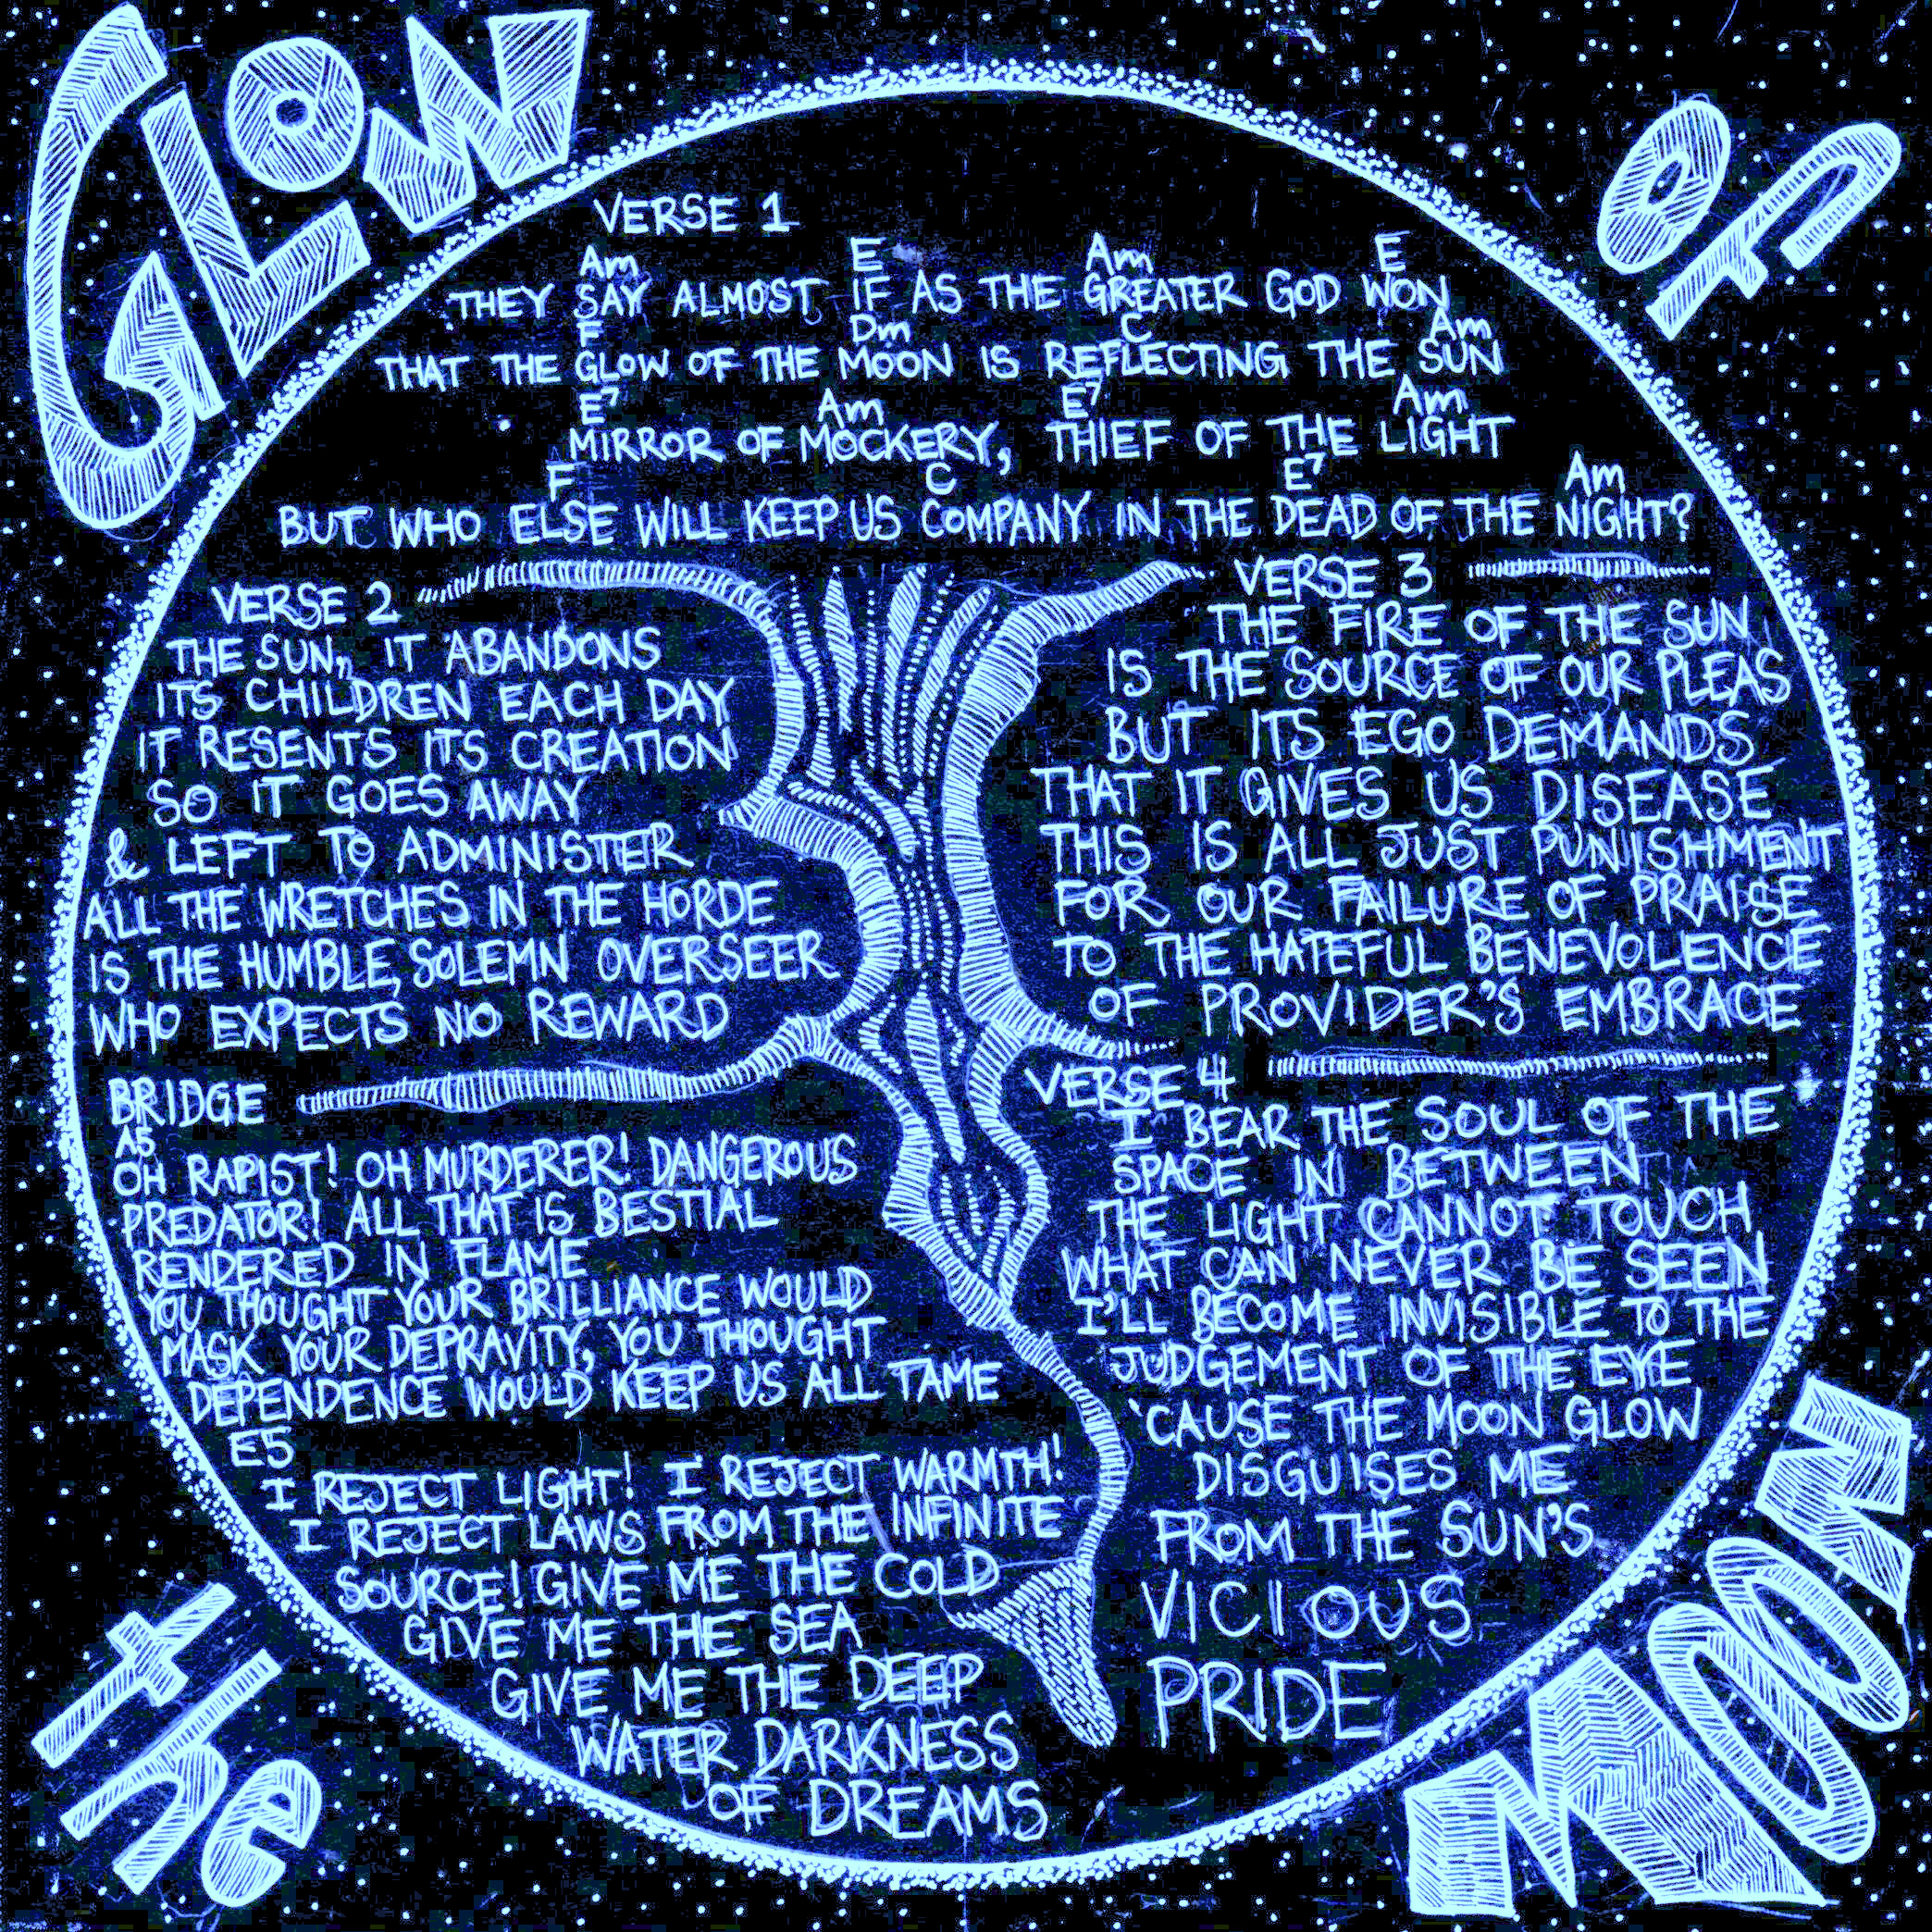 GLOW
OF
VERSE 1
Am E Am E
THEY SAY ALMOST IF AS THE GREATER GOD WON
F Dm C Am
THAT THE GLOW OF THE MOON IS REFLECTING THE SUN
E7 Am E7 Am
MIRROR OF MOCKERY, THIEF OF THE LIGHT
F C E7 Am
BUT WHO ELSE WILL KEEP US COMPANY IN THE DEAD OF THE NIGHT?
VERSE 2
THE SUN,, IT ABANDONS
ITS CHILDREN EACH DAY
IT RESENTS ITS CREATION
SO IT GOES AWAY
& LEFT TO ADMINISTER
ALL THE WRETCHES IN THE HORDE
IS THE HUMBLE, SOLEMN OVERSEER
WHO EXPECTS NO REWARD
VERSE 3
THE FIRE OF THE SUN
IS THE SOURCE OF OUR PLEAS
BUT ITS EGO DEMANDS
THAT IT GIVES US DISEASE
THIS IS ALL JUST PUNIISHMENT
FOR OUR FAILURE OF PRAISE
TO THE HATEFUL BENEVOLENCE
OF PROVIDER'S EMBRACE
BRIDGE
A5
OH RAPIST! OH MURDERER! DANGEROUS
PREDATOR! ALL THAT IS BESTIAL
RENDERED IN FLAME
YOU THOUGHT YOUR BRILLIANCE WOULD
MASK YOUR DEPRAVITY, YOU THOUGHT
DEPENDENCE WOULD KEEP US ALL TAME
E5
I REJECT LIGHT! I REJECT WARMTH!
I REJECT LAWS FROM THE INFINITE
SOURCE! GIVE ME THE COLD
GIVE ME THE SEA
GIVE ME THE DEEP
WATER DARKNESS
OF DREAMS
VERSE 4
I BEAR THE SOUL OF THE
SPACE IN BETWEEN
THE LIGHT CANNOT TOUCH
WHAT CAN NEVER BE SEEN
I'LL BECOME INVISIBLE TO THE
JUDGEMENT OF THE EYE
'CAUSE THE MOON GLOW
DISGUISES ME
FROM THE SUN'S
VICIOUS
PRIDE
the
MOON